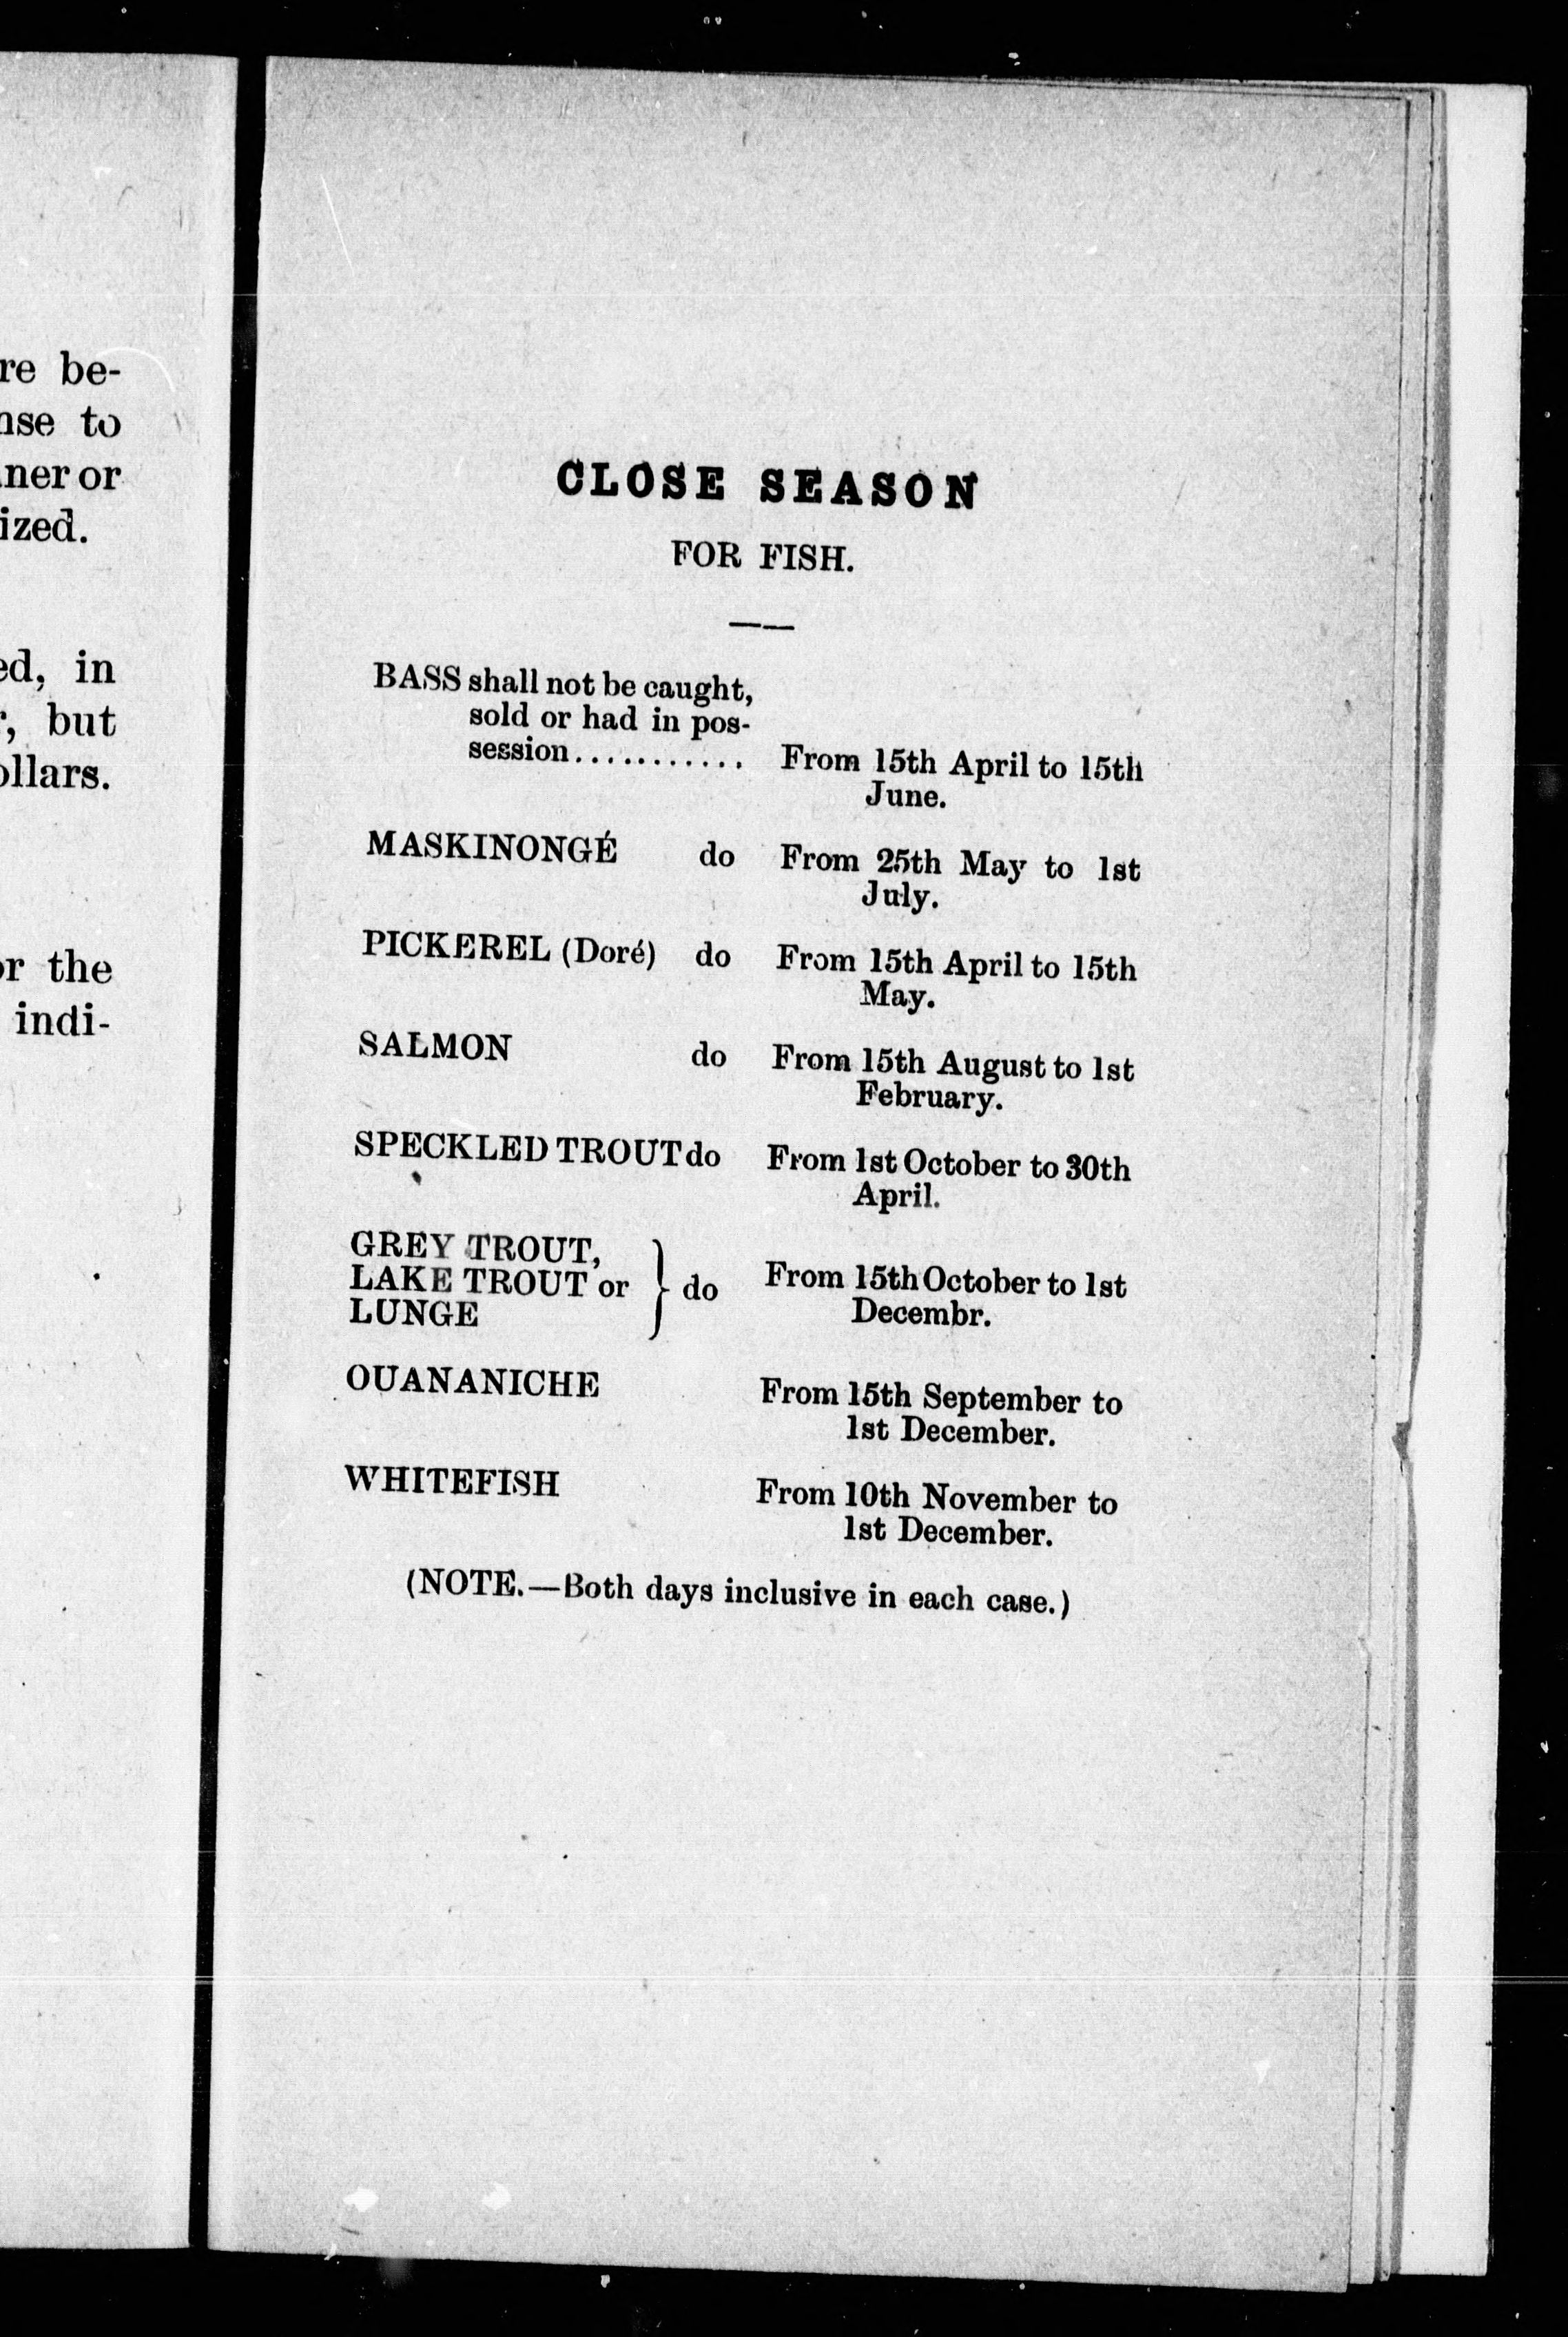 re be-
nse to
ner or
ized.
ed, in
r, but
ollars.
or the
indi-
CLOSE SEASON
FOR FISH.
BASS shall not be caught,
sold or had in pos-
session............ From 15th April to 15th
June.
MASKINONGÉ do From 25th May to 1st
July.
PICKEREL (Doré) do From 15th April to 15th
May.
SALMON do From 15th August to 1st
February.
SPECKLED TROUT do From 1st October to 30th
April.
GREY TROUT,
LAKE TROUT or } do From 15th October to 1st
LUNGE Decembr.
OUANANICHE From 15th September to
1st December.
WHITEFISH From 10th November to
1st December.
(NOTE.—Both days inclusive in each case.)